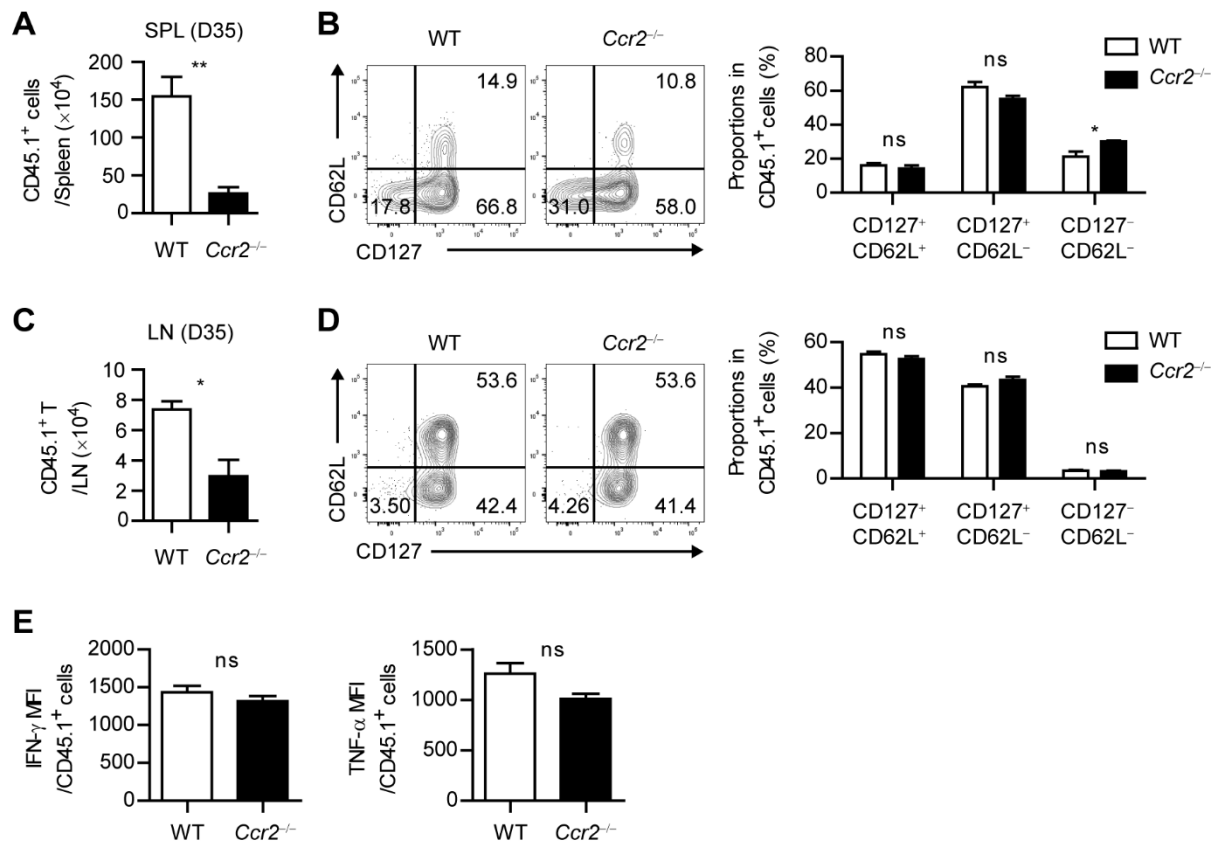 A
SPL (D35)
CD45.1⁺ cells
/Spleen (×10⁴)
200
150
100
50
0
**
WT
Ccr2⁻/⁻
B
WT
Ccr2⁻/⁻
14.9
17.8
66.8
10.8
31.0
58.0
CD62L
CD127
Proportions in
CD45.1⁺ cells (%)
80
60
40
20
0
ns
ns
*
WT
Ccr2⁻/⁻
CD127⁺
CD62L⁺
CD127⁺
CD62L⁻
CD127⁻
CD62L⁻
C
LN (D35)
CD45.1⁺ T
/LN (×10⁴)
10
8
6
4
2
0
*
WT
Ccr2⁻/⁻
D
WT
Ccr2⁻/⁻
53.6
3.50
42.4
53.6
4.26
41.4
CD62L
CD127
Proportions in
CD45.1⁺ cells (%)
60
40
20
0
ns
ns
ns
WT
Ccr2⁻/⁻
CD127⁺
CD62L⁺
CD127⁺
CD62L⁻
CD127⁻
CD62L⁻
E
IFN-γ MFI
/CD45.1⁺ cells
2000
1500
1000
500
0
ns
WT
Ccr2⁻/⁻
TNF-α MFI
/CD45.1⁺ cells
1500
1000
500
0
ns
WT
Ccr2⁻/⁻